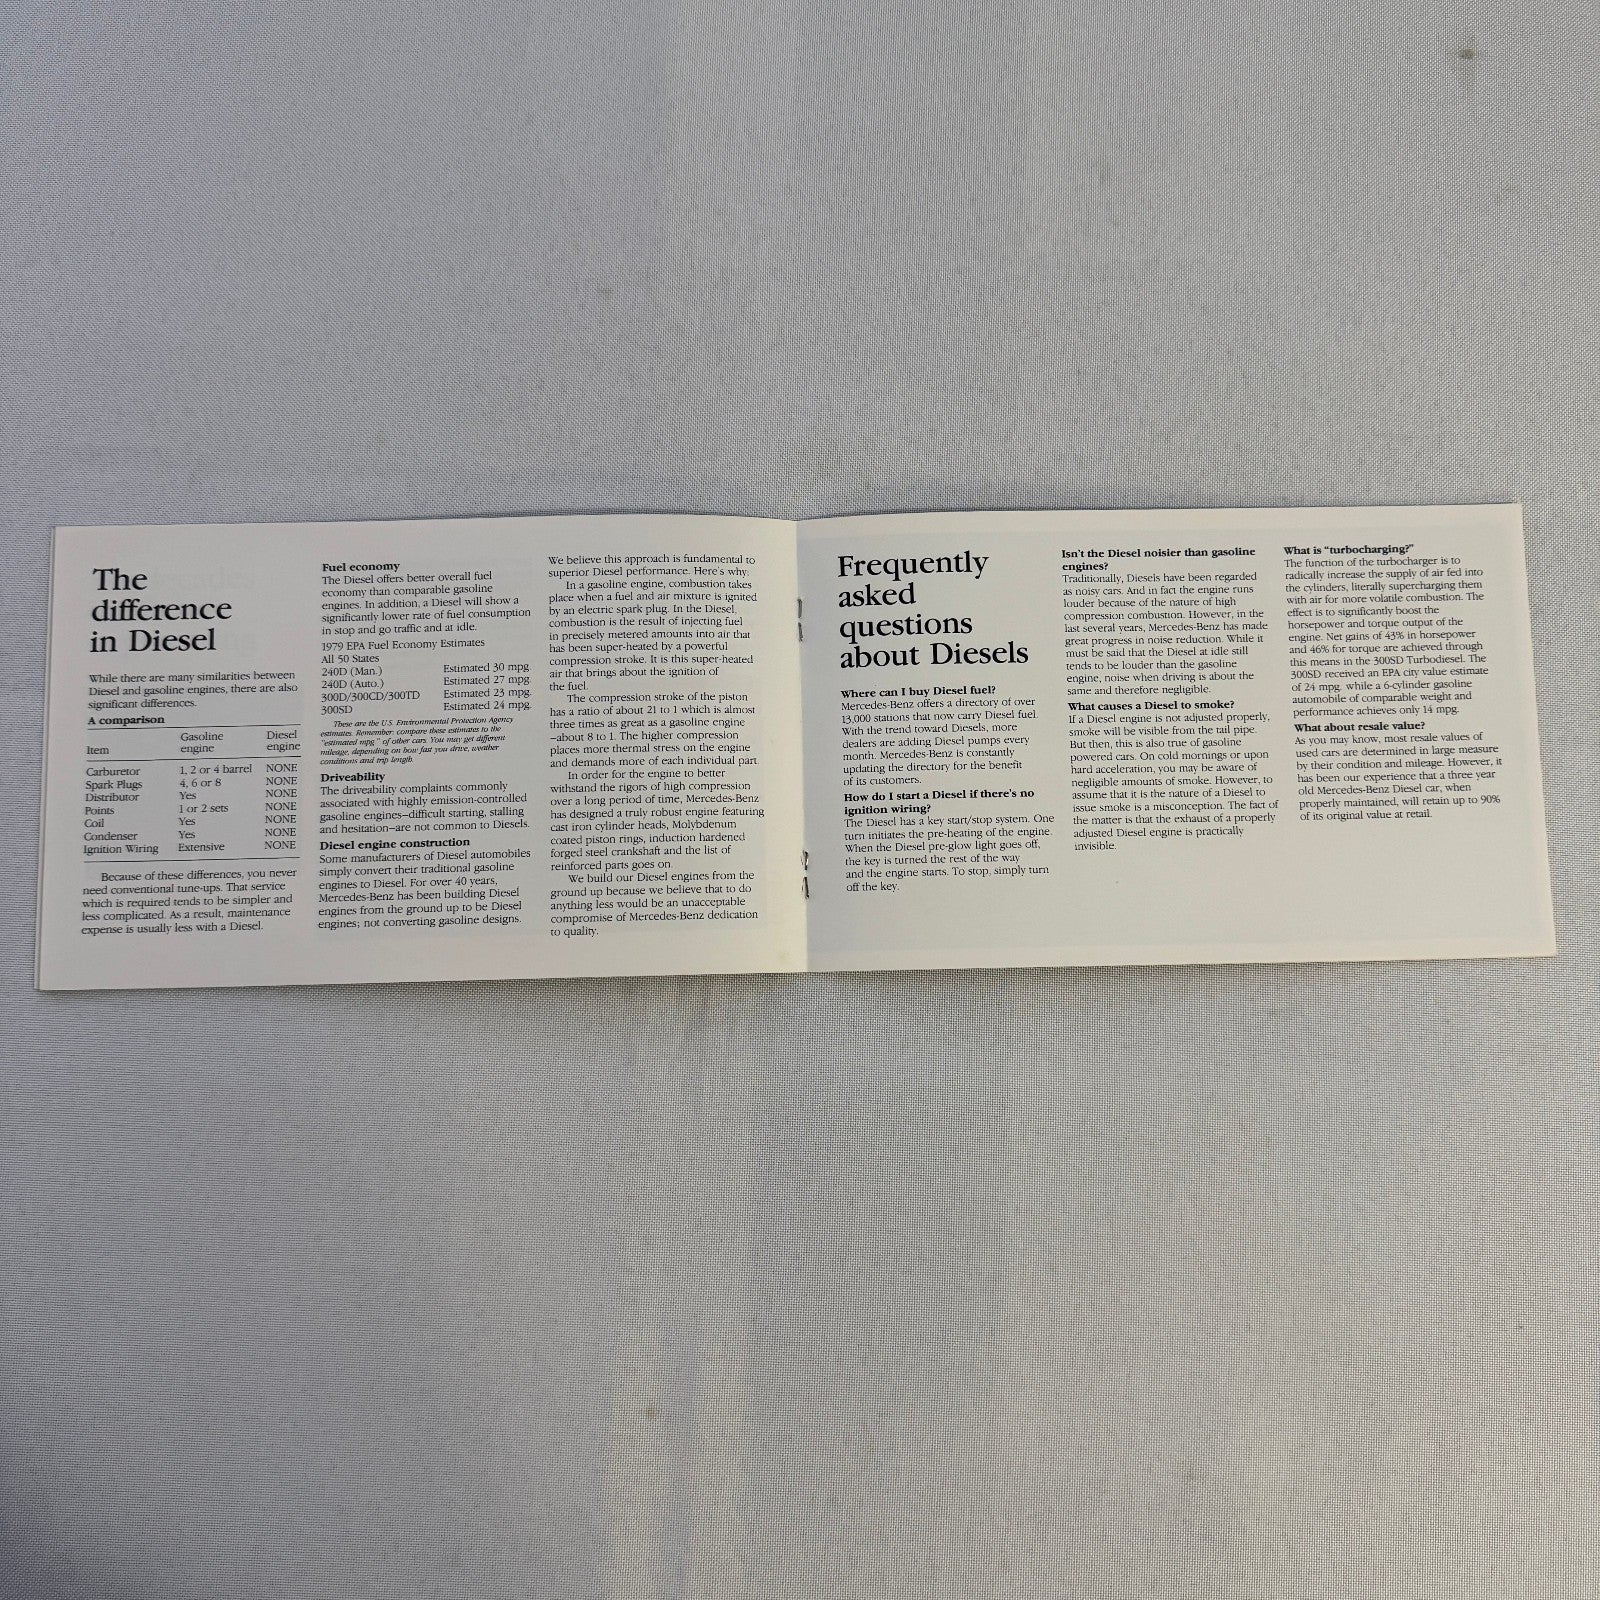 The
difference
in Diesel
While there are many similarities between
Diesel and gasoline engines, there are also
significant differences.
A comparison
Item Gasoline engine Diesel engine
Carburetor 1, 2 or 4 barrel NONE
Spark Plugs 4, 6 or 8 NONE
Distributor Yes NONE
Points 1 or 2 sets NONE
Coil Yes NONE
Condenser Yes NONE
Ignition Wiring Extensive NONE
Because of these differences, you never
need conventional tune-ups. That service
which is required tends to be simpler and
less complicated. As a result, maintenance
expense is usually less with a Diesel.
Fuel economy
The Diesel offers better overall fuel
economy than comparable gasoline
engines. In addition, a Diesel will show a
significantly lower rate of fuel consumption
in stop and go traffic and at idle.
1979 EPA Fuel Economy Estimates
All 50 States
240D (Man.) Estimated 30 mpg.
240D (Auto.) Estimated 27 mpg.
300D/300CD/300TD Estimated 23 mpg.
300SD Estimated 24 mpg.
These are the U.S. Environmental Protection Agency
estimates. Remember: compare these estimates to the
"estimated mpg" of other cars. You may get different
mileage, depending on how fast you drive, weather
conditions and trip length.
Driveability
The driveability complaints commonly
associated with highly emission-controlled
gasoline engines–difficult starting, stalling
and hesitation–are not common to Diesels.
Diesel engine construction
Some manufacturers of Diesel automobiles
simply convert their traditional gasoline
engines to Diesel. For over 40 years,
Mercedes-Benz has been building Diesel
engines from the ground up to be Diesel
engines; not converting gasoline designs.
We believe this approach is fundamental to
superior Diesel performance. Here's why:
In a gasoline engine, combustion takes
place when a fuel and air mixture is ignited
by an electric spark plug. In the Diesel,
combustion is the result of injecting fuel
in precisely metered amounts into air that
has been super-heated by a powerful
compression stroke. It is this super-heated
air that brings about the ignition of
the fuel.
The compression stroke of the piston
has a ratio of about 21 to 1 which is almost
three times as great as a gasoline engine
–about 8 to 1. The higher compression
places more thermal stress on the engine
and demands more of each individual part.
In order for the engine to better
withstand the rigors of high compression
over a long period of time, Mercedes-Benz
has designed a truly robust engine featuring
cast iron cylinder heads, Molybdenum
coated piston rings, induction hardened
forged steel crankshaft and the list of
reinforced parts goes on.
We build our Diesel engines from the
ground up because we believe that to do
anything less would be an unacceptable
compromise of Mercedes-Benz dedication
to quality.
Frequently
asked
questions
about Diesels
Where can I buy Diesel fuel?
Mercedes-Benz offers a directory of over
13,000 stations that now carry Diesel fuel.
With the trend toward Diesels, more
dealers are adding Diesel pumps every
month. Mercedes-Benz is constantly
updating the directory for the benefit
of its customers.
How do I start a Diesel if there's no
ignition wiring?
The Diesel has a key start/stop system. One
turn initiates the pre-heating of the engine.
When the Diesel pre-glow light goes off,
the key is turned the rest of the way
and the engine starts. To stop, simply turn
off the key.
Isn't the Diesel noisier than gasoline
engines?
Traditionally, Diesels have been regarded
as noisy cars. And in fact the engine runs
louder because of the nature of high
compression combustion. However, in the
last several years, Mercedes-Benz has made
great progress in noise reduction. While it
must be said that the Diesel at idle still
tends to be louder than the gasoline
engine, noise when driving is about the
same and therefore negligible.
What causes a Diesel to smoke?
If a Diesel engine is not adjusted properly,
smoke will be visible from the tail pipe.
But then, this is also true of gasoline
powered cars. On cold mornings or upon
hard acceleration, you may be aware of
negligible amounts of smoke. However, to
assume that it is the nature of a Diesel to
issue smoke is a misconception. The fact of
the matter is that the exhaust of a properly
adjusted Diesel engine is practically
invisible.
What is "turbocharging?"
The function of the turbocharger is to
radically increase the supply of air fed into
the cylinders, literally supercharging them
with air for more volatile combustion. The
effect is to significantly boost the
horsepower and torque output of the
engine. Net gains of 43% in horsepower
and 46% for torque are achieved through
this means in the 300SD Turbodiesel. The
300SD received an EPA city value estimate
of 24 mpg. while a 6-cylinder gasoline
automobile of comparable weight and
performance achieves only 14 mpg.
What about resale value?
As you may know, most resale values of
used cars are determined in large measure
by their condition and mileage. However, it
has been our experience that a three year
old Mercedes-Benz Diesel car, when
properly maintained, will retain up to 90%
of its original value at retail.